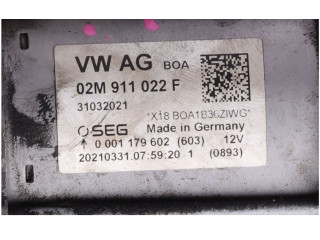 VW AG BOA
02M 911 022 F
31032021
*X18 BOA1B36ZIWG*
SEG Made in Germany
↑ 0 001 179 602 (603) 12V
20210331.07:59:20 1 (0893)